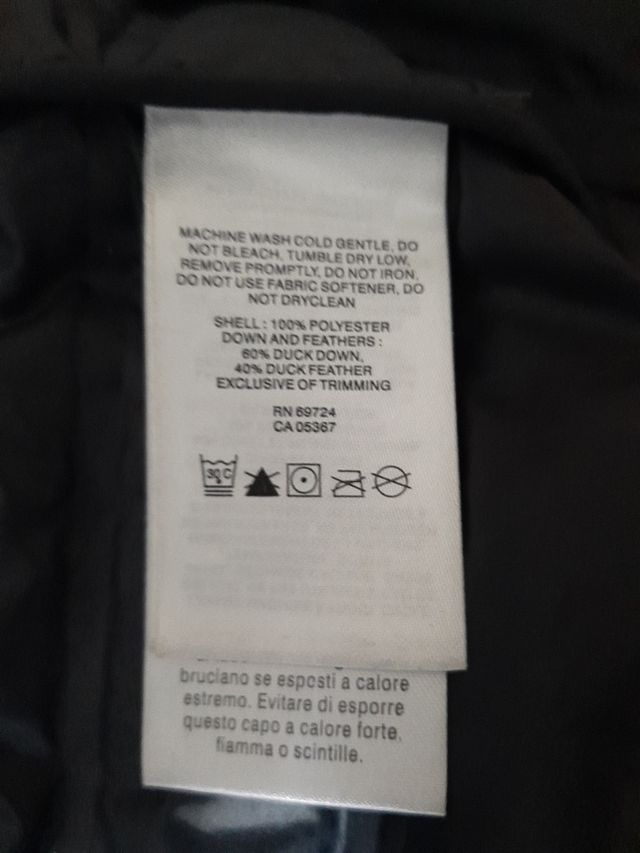 MACHINE WASH COLD GENTLE, DO
NOT BLEACH, TUMBLE DRY LOW,
REMOVE PROMPTLY, DO NOT IRON,
DO NOT USE FABRIC SOFTENER, DO
NOT DRYCLEAN
SHELL : 100% POLYESTER
DOWN AND FEATHERS :
60% DUCK DOWN,
40% DUCK FEATHER
EXCLUSIVE OF TRIMMING
RN 69724
CA 05367
30 C
bruciano se esposti a calore
estremo. Evitare di esporre
questo capo a calore forte,
fiamma o scintille.